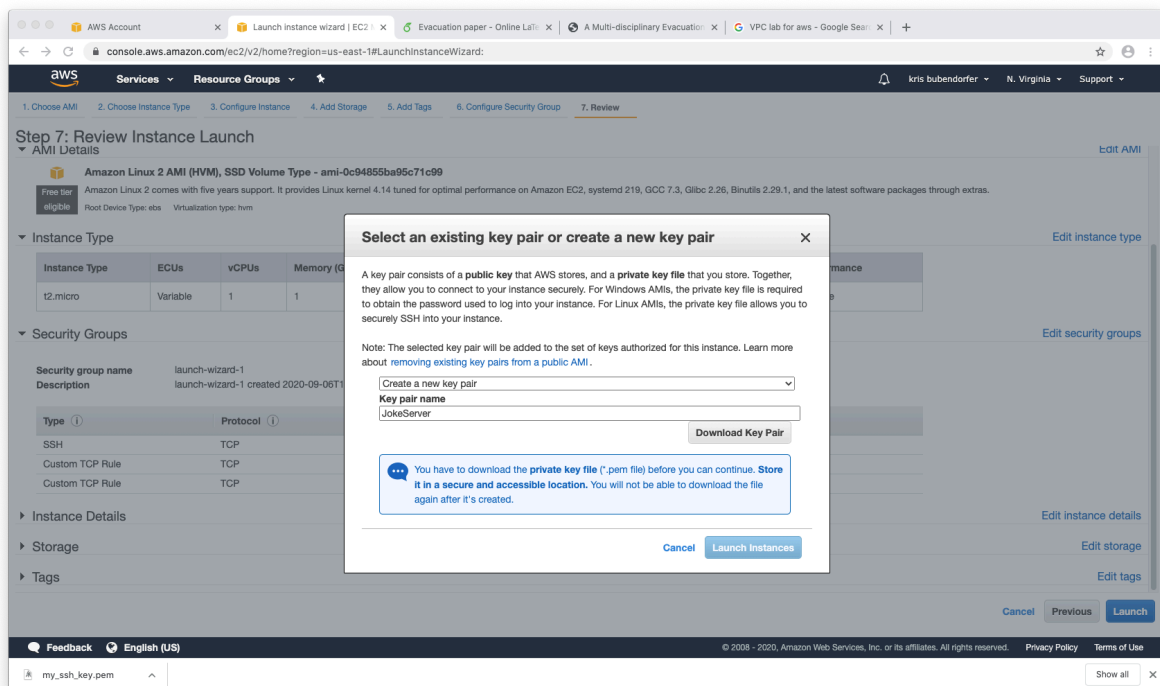 AWS Account
Launch instance wizard | EC2
Evacuation paper - Online LaTe
A Multi-disciplinary Evacuation
VPC lab for aws - Google Sear
console.aws.amazon.com/ec2/v2/home?region=us-east-1#LaunchInstanceWizard:
aws Services Resource Groups kris bubendorfer N. Virginia Support
1. Choose AMI 2. Choose Instance Type 3. Configure Instance 4. Add Storage 5. Add Tags 6. Configure Security Group 7. Review
Step 7: Review Instance Launch
AMI Details Edit AMI
Amazon Linux 2 AMI (HVM), SSD Volume Type - ami-0c94855ba95c71c99
Free tier eligible
Amazon Linux 2 comes with five years support. It provides Linux kernel 4.14 tuned for optimal performance on Amazon EC2, systemd 219, GCC 7.3, Glibc 2.26, Binutils 2.29.1, and the latest software packages through extras.
Root Device Type: ebs Virtualization type: hvm
Instance Type Edit instance type
Instance Type ECUs vCPUs Memory (G mance
t2.micro Variable 1 1
Security Groups Edit security groups
Security group name launch-wizard-1
Description launch-wizard-1 created 2020-09-06T1
Type Protocol
SSH TCP
Custom TCP Rule TCP
Custom TCP Rule TCP
Instance Details Edit instance details
Storage Edit storage
Tags Edit tags
Select an existing key pair or create a new key pair
A key pair consists of a public key that AWS stores, and a private key file that you store. Together,
they allow you to connect to your instance securely. For Windows AMIs, the private key file is required
to obtain the password used to log into your instance. For Linux AMIs, the private key file allows you to
securely SSH into your instance.
Note: The selected key pair will be added to the set of keys authorized for this instance. Learn more
about removing existing key pairs from a public AMI .
Create a new key pair
Key pair name
JokeServer
Download Key Pair
You have to download the private key file (*.pem file) before you can continue. Store
it in a secure and accessible location. You will not be able to download the file
again after it's created.
Cancel Launch Instances
Cancel Previous Launch
Feedback English (US) © 2008 - 2020, Amazon Web Services, Inc. or its affiliates. All rights reserved. Privacy Policy Terms of Use
my_ssh_key.pem Show all